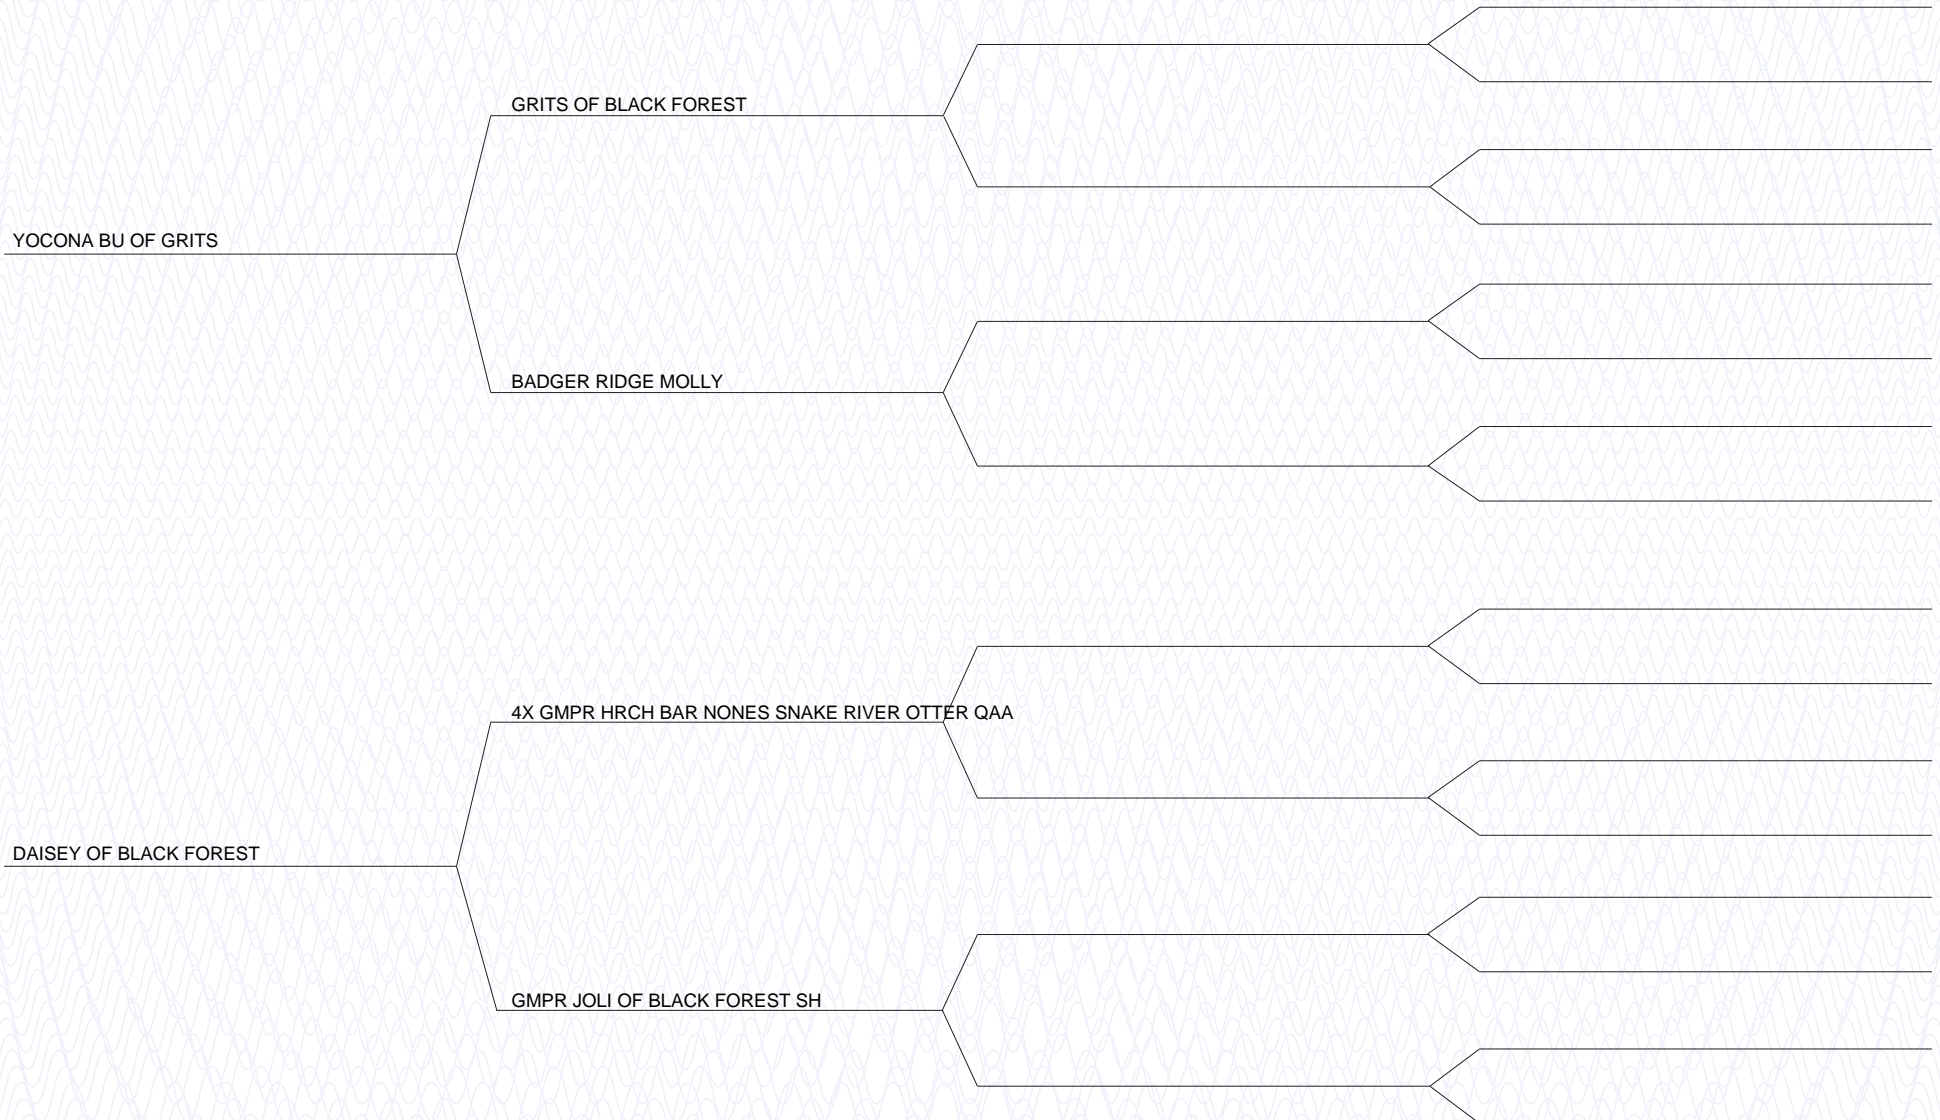 GRITS OF BLACK FOREST
YOCONA BU OF GRITS
BADGER RIDGE MOLLY
4X GMPR HRCH BAR NONES SNAKE RIVER OTTER QAA
DAISEY OF BLACK FOREST
GMPR JOLI OF BLACK FOREST SH